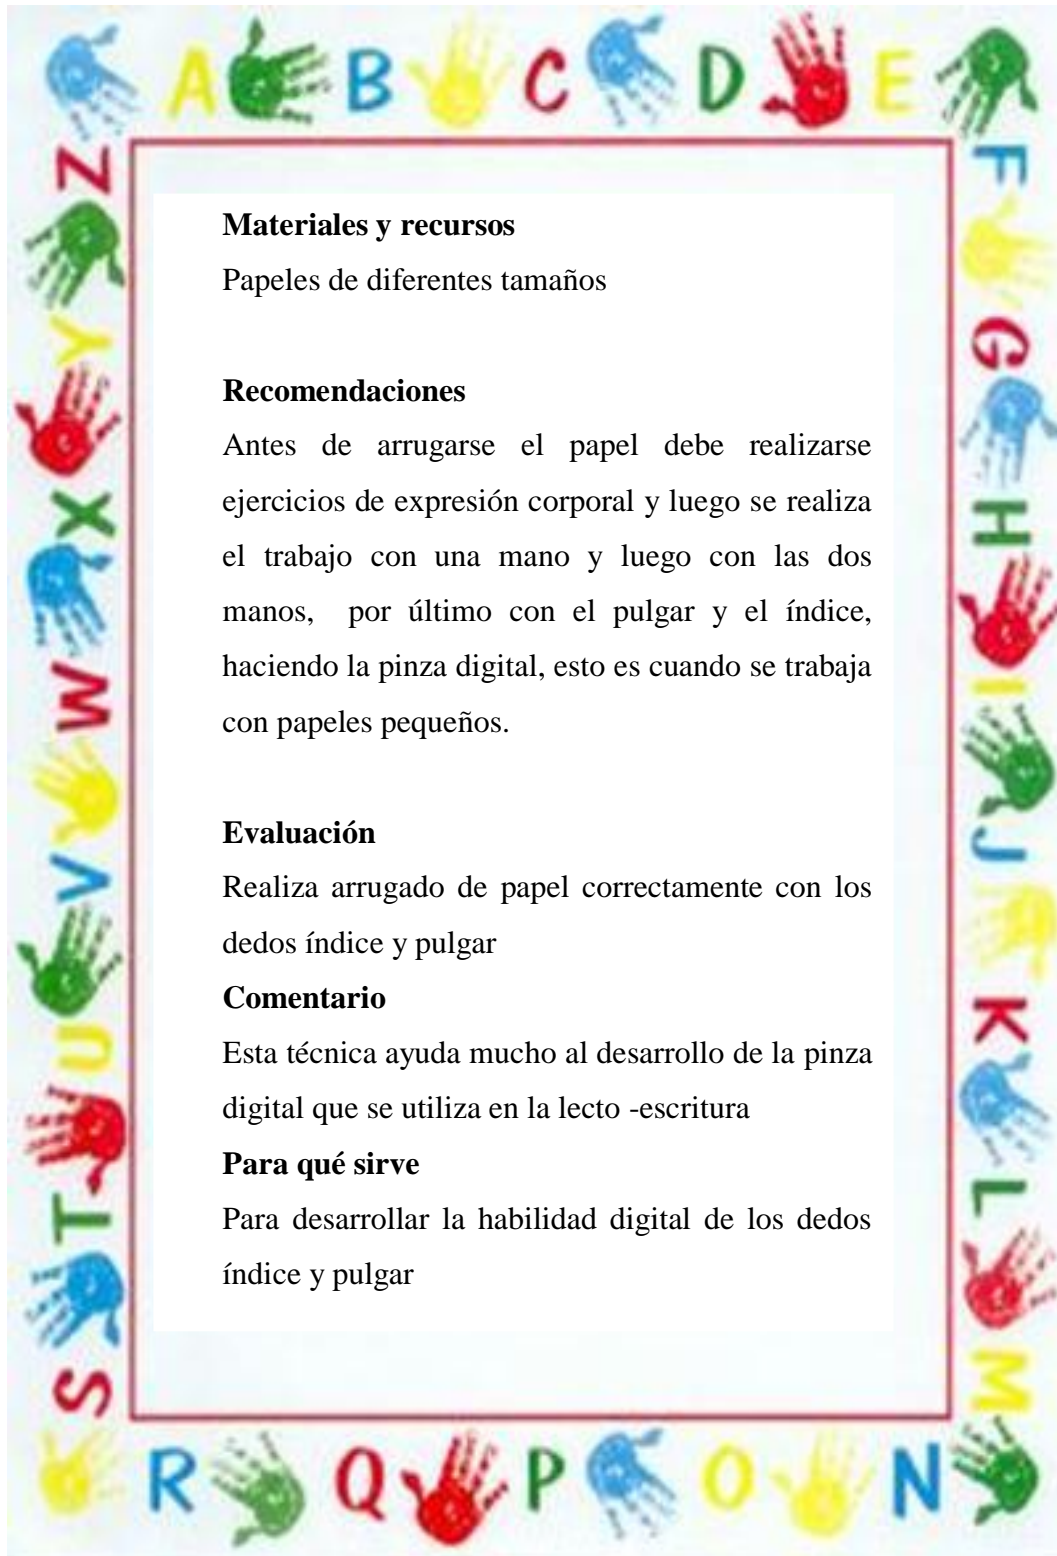 A B C D E
F
G
H
I
J
K
L
M
N
O
P
Q
R
S
T
U
V
W
X
Y
Z
Materiales y recursos
Papeles de diferentes tamaños
Recomendaciones
Antes de arrugarse el papel debe realizarse
ejercicios de expresión corporal y luego se realiza
el trabajo con una mano y luego con las dos
manos, por último con el pulgar y el índice,
haciendo la pinza digital, esto es cuando se trabaja
con papeles pequeños.
Evaluación
Realiza arrugado de papel correctamente con los
dedos índice y pulgar
Comentario
Esta técnica ayuda mucho al desarrollo de la pinza
digital que se utiliza en la lecto -escritura
Para qué sirve
Para desarrollar la habilidad digital de los dedos
índice y pulgar